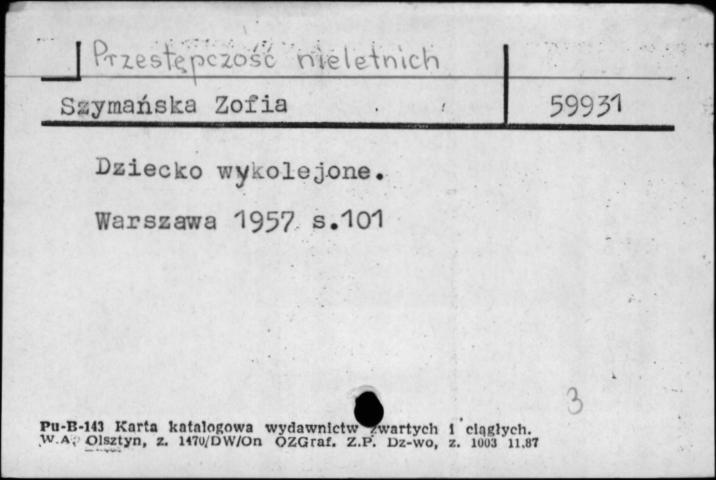 Przestępczość nieletnich
Szymańska Zofia 59931
Dziecko wykolejone.
Warszawa 1957 s.101
3
Pu-B-143 Karta katalogowa wydawnictw zwartych i ciągłych.
W.A. Olsztyn, z. 1470/DW/On OZGraf. Z.P. Dz-wo, z. 1003 11.87